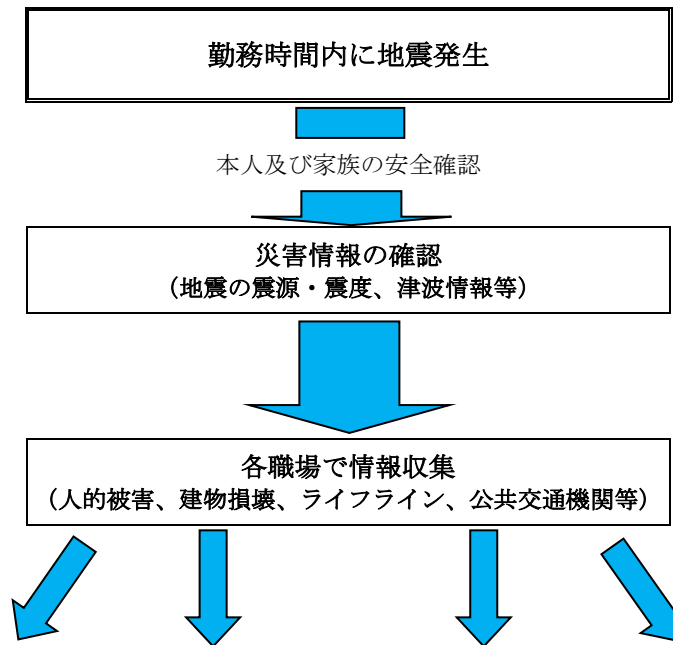 勤務時間内に地震発生
本人及び家族の安全確認
災害情報の確認
（地震の震源・震度、津波情報等）
各職場で情報収集
（人的被害、建物損壊、ライフライン、公共交通機関等）